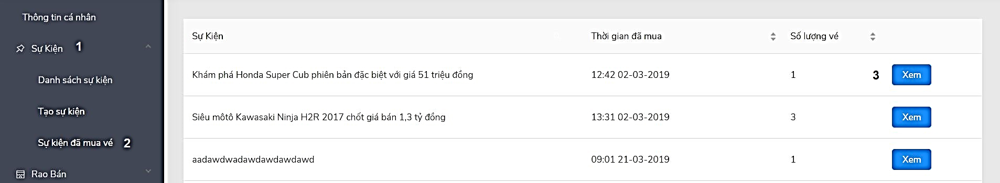 Thông tin cá nhân
Sự Kiện 1
Danh sách sự kiện
Tạo sự kiện
Sự kiện đã mua vé 2
Rao Bán
Sự Kiện Thời gian đã mua Số lượng vé
Khám phá Honda Super Cub phiên bản đặc biệt với giá 51 triệu đồng 12:42 02-03-2019 1 3 Xem
Siêu môtô Kawasaki Ninja H2R 2017 chốt giá bán 1,3 tỷ đồng 13:31 02-03-2019 3 Xem
aadawdwadawdawdawdawd 09:01 21-03-2019 1 Xem